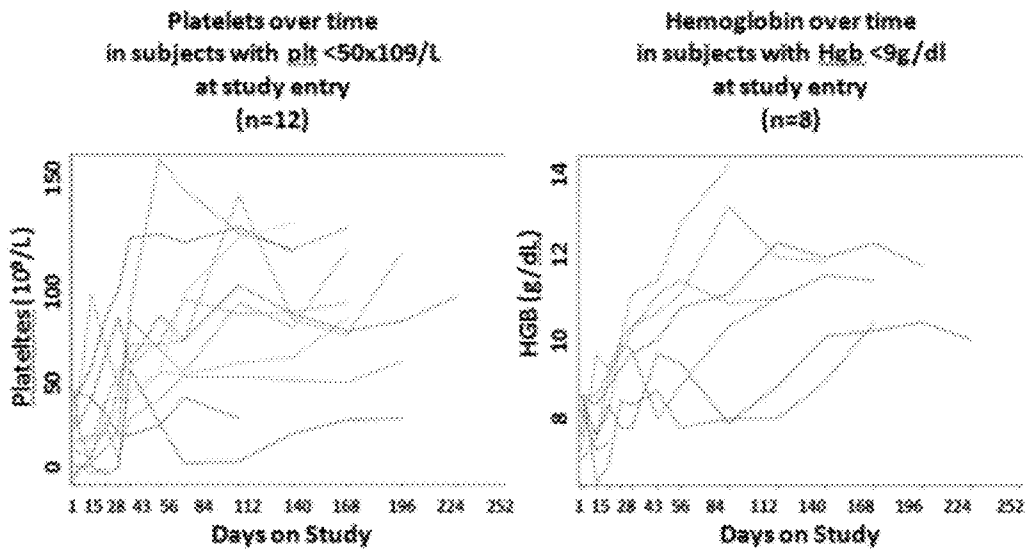 Platelets over time
in subjects with plt <50x109/L
at study entry
(n=12)
Plateltes (10⁹/L)
150
100
50
0
1 15 28 43 56 84 112 140 168 196 224 252
Days on Study
Hemoglobin over time
in subjects with Hgb <9g/dl
at study entry
(n=8)
HGB (g/dL)
14
12
10
8
1 15 28 43 56 84 112 140 168 196 224 252
Days on Study